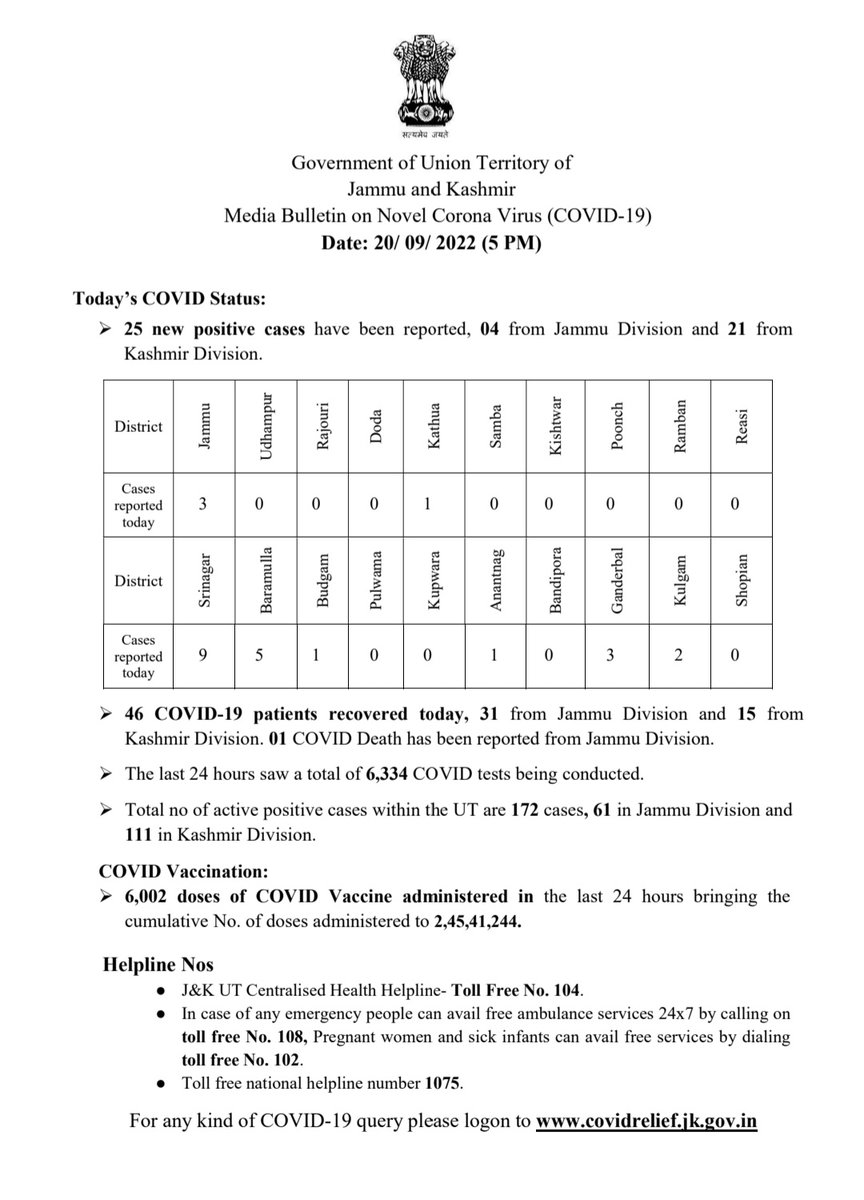 सत्यमेव जयते
Government of Union Territory of
Jammu and Kashmir
Media Bulletin on Novel Corona Virus (COVID-19)
Date: 20/ 09/ 2022 (5 PM)
Today’s COVID Status:
➢ 25 new positive cases have been reported, 04 from Jammu Division and 21 from
Kashmir Division.
District Jammu Udhampur Rajouri Doda Kathua Samba Kishtwar Poonch Ramban Reasi
Cases
reported
today
3 0 0 0 1 0 0 0 0 0
District Srinagar Baramulla Budgam Pulwama Kupwara Anantnag Bandipora Ganderbal Kulgam Shopian
Cases
reported
today
9 5 1 0 0 1 0 3 2 0
➢ 46 COVID-19 patients recovered today, 31 from Jammu Division and 15 from
Kashmir Division. 01 COVID Death has been reported from Jammu Division.
➢ The last 24 hours saw a total of 6,334 COVID tests being conducted.
➢ Total no of active positive cases within the UT are 172 cases, 61 in Jammu Division and
111 in Kashmir Division.
COVID Vaccination:
➢ 6,002 doses of COVID Vaccine administered in the last 24 hours bringing the
cumulative No. of doses administered to 2,45,41,244.
Helpline Nos
● J&K UT Centralised Health Helpline- Toll Free No. 104.
● In case of any emergency people can avail free ambulance services 24x7 by calling on
toll free No. 108, Pregnant women and sick infants can avail free services by dialing
toll free No. 102.
● Toll free national helpline number 1075.
For any kind of COVID-19 query please logon to www.covidrelief.jk.gov.in